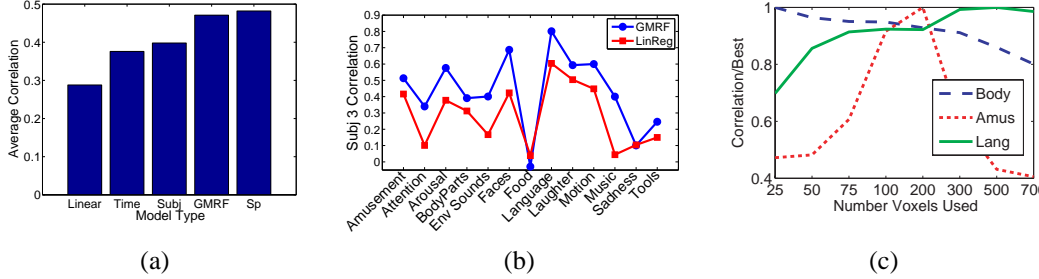 0.5
0.4
0.3
0.2
0.1
0
Average Correlation
Linear Time Subj GMRF Sp
Model Type
(a)
0.9
0.8
0.7
0.6
0.5
0.4
0.3
0.2
0.1
0
Subj 3 Correlation
GMRF
LinReg
Amusement
Attention
Arousal
BodyParts
Env Sounds
Faces
Food
Language
Laughter
Motion
Music
Sadness
Tools
(b)
1
0.8
0.6
0.4
Correlation/Best
Body
Amus
Lang
25 50 75 100 200 300 500 700
Number Voxels Used
(c)